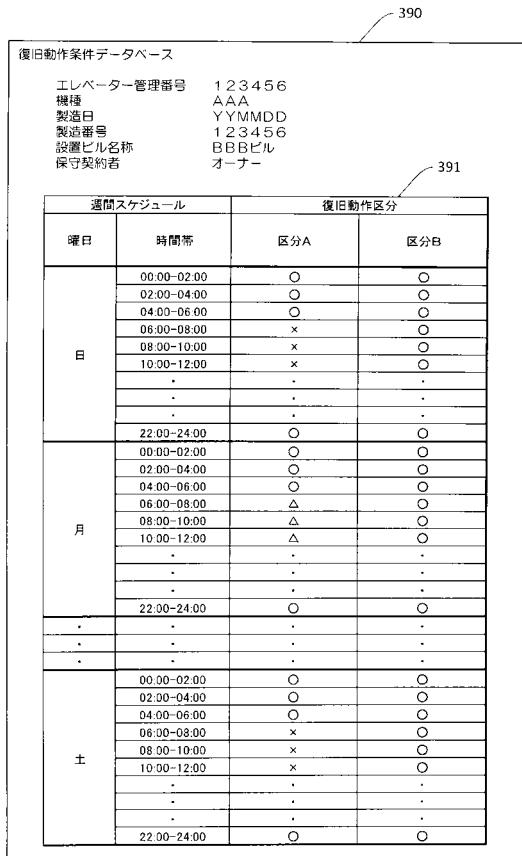 390
復旧動作条件データベース
エレベーター管理番号 123456
機種 AAA
製造日 YYMMDD
製造番号 123456
設置ビル名称 BBBビル
保守契約者 オーナー
391
週間スケジュール 復旧動作区分
曜日 時間帯 区分A 区分B
日
00:00-02:00 ○ ○
02:00-04:00 ○ ○
04:00-06:00 ○ ○
06:00-08:00 × ○
08:00-10:00 × ○
10:00-12:00 × ○
・ ・ ・
・ ・ ・
・ ・ ・
22:00-24:00 ○ ○
月
00:00-02:00 ○ ○
02:00-04:00 ○ ○
04:00-06:00 ○ ○
06:00-08:00 △ ○
08:00-10:00 △ ○
10:00-12:00 △ ○
・ ・ ・
・ ・ ・
・ ・ ・
22:00-24:00 ○ ○
・ ・ ・ ・
・ ・ ・ ・
・ ・ ・ ・
土
00:00-02:00 ○ ○
02:00-04:00 ○ ○
04:00-06:00 ○ ○
06:00-08:00 × ○
08:00-10:00 × ○
10:00-12:00 × ○
・ ・ ・
・ ・ ・
・ ・ ・
22:00-24:00 ○ ○